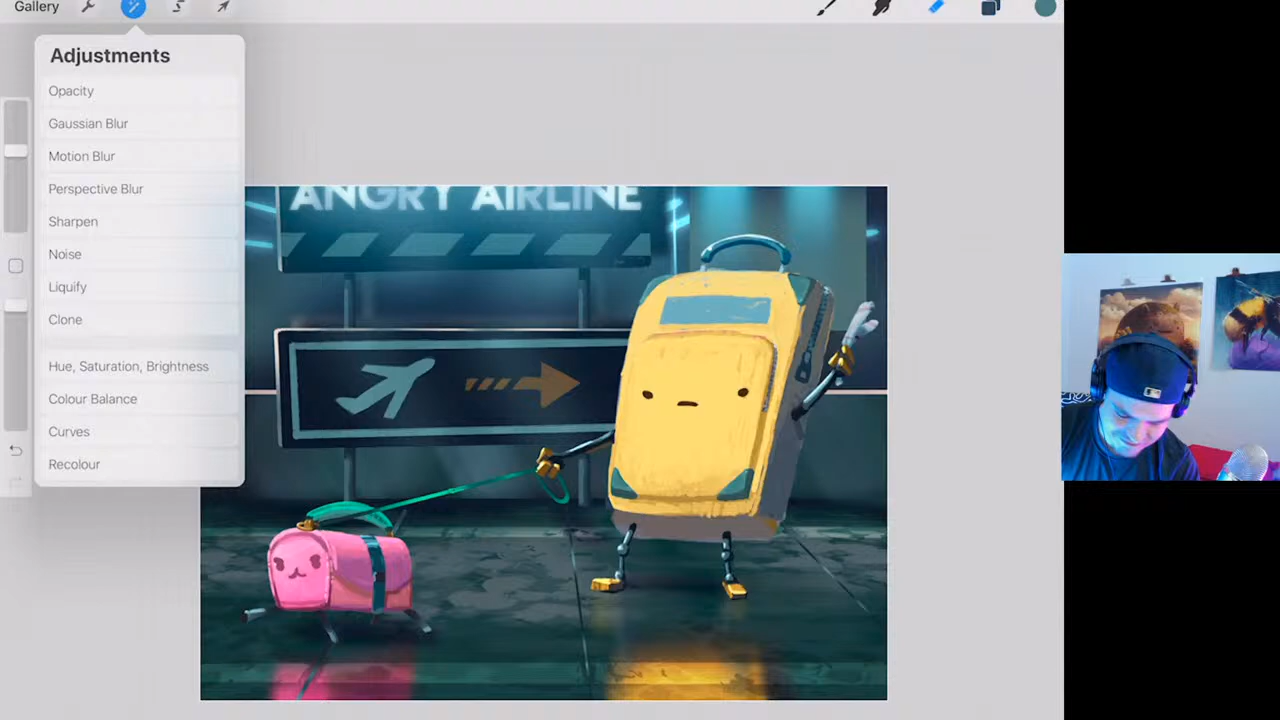 Gallery
Adjustments
Opacity
Gaussian Blur
Motion Blur
Perspective Blur
Sharpen
Noise
Liquify
Clone
Hue, Saturation, Brightness
Colour Balance
Curves
Recolour
ANGRY AIRLINE